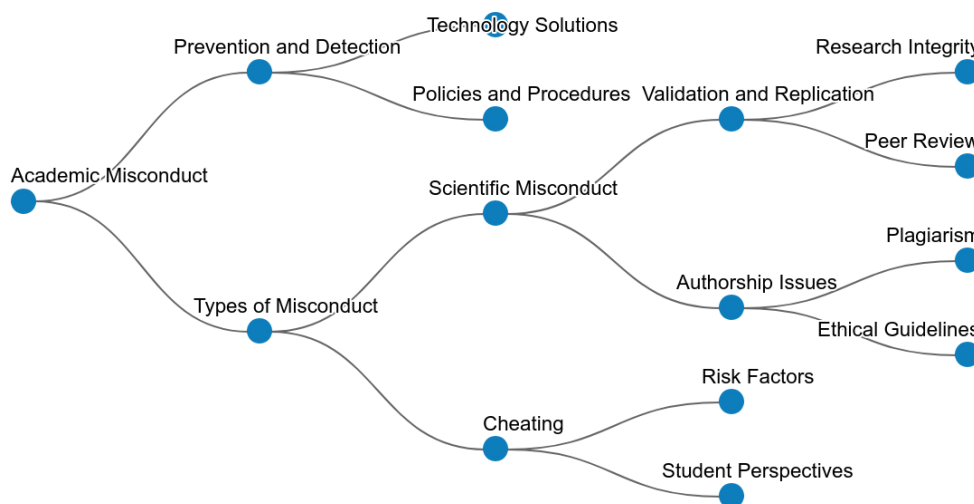 Technology Solutions
Prevention and Detection
Research Integrity
Policies and Procedures
Validation and Replication
Peer Review
Academic Misconduct
Scientific Misconduct
Plagiarism
Authorship Issues
Types of Misconduct
Ethical Guidelines
Risk Factors
Cheating
Student Perspectives